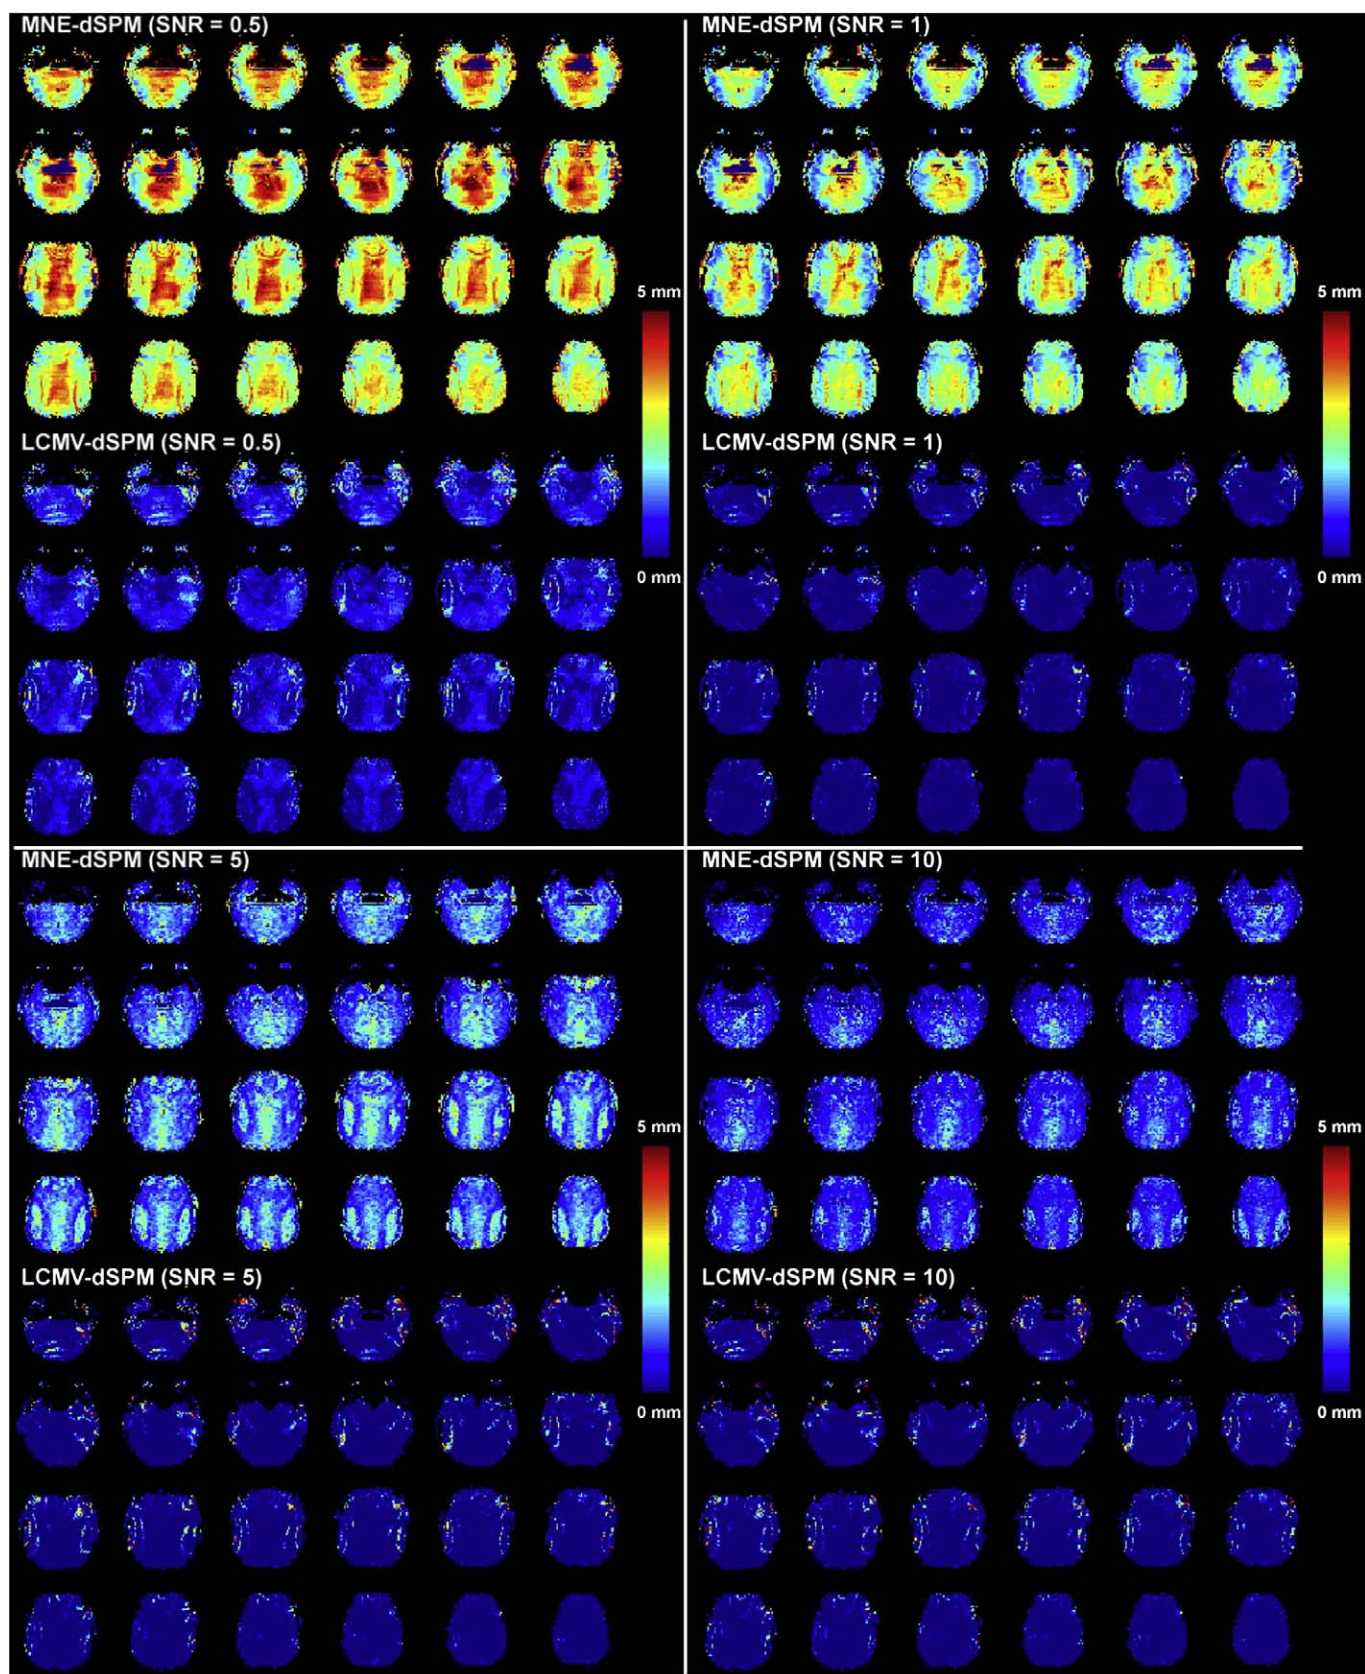 MNE-dSPM (SNR = 0.5)
MNE-dSPM (SNR = 1)
5 mm
5 mm
LCMV-dSPM (SNR = 0.5)
LCMV-dSPM (SNR = 1)
0 mm
0 mm
MNE-dSPM (SNR = 5)
MNE-dSPM (SNR = 10)
5 mm
5 mm
LCMV-dSPM (SNR = 5)
LCMV-dSPM (SNR = 10)
0 mm
0 mm